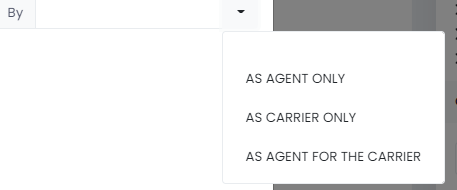 By
AS AGENT ONLY
AS CARRIER ONLY
AS AGENT FOR THE CARRIER